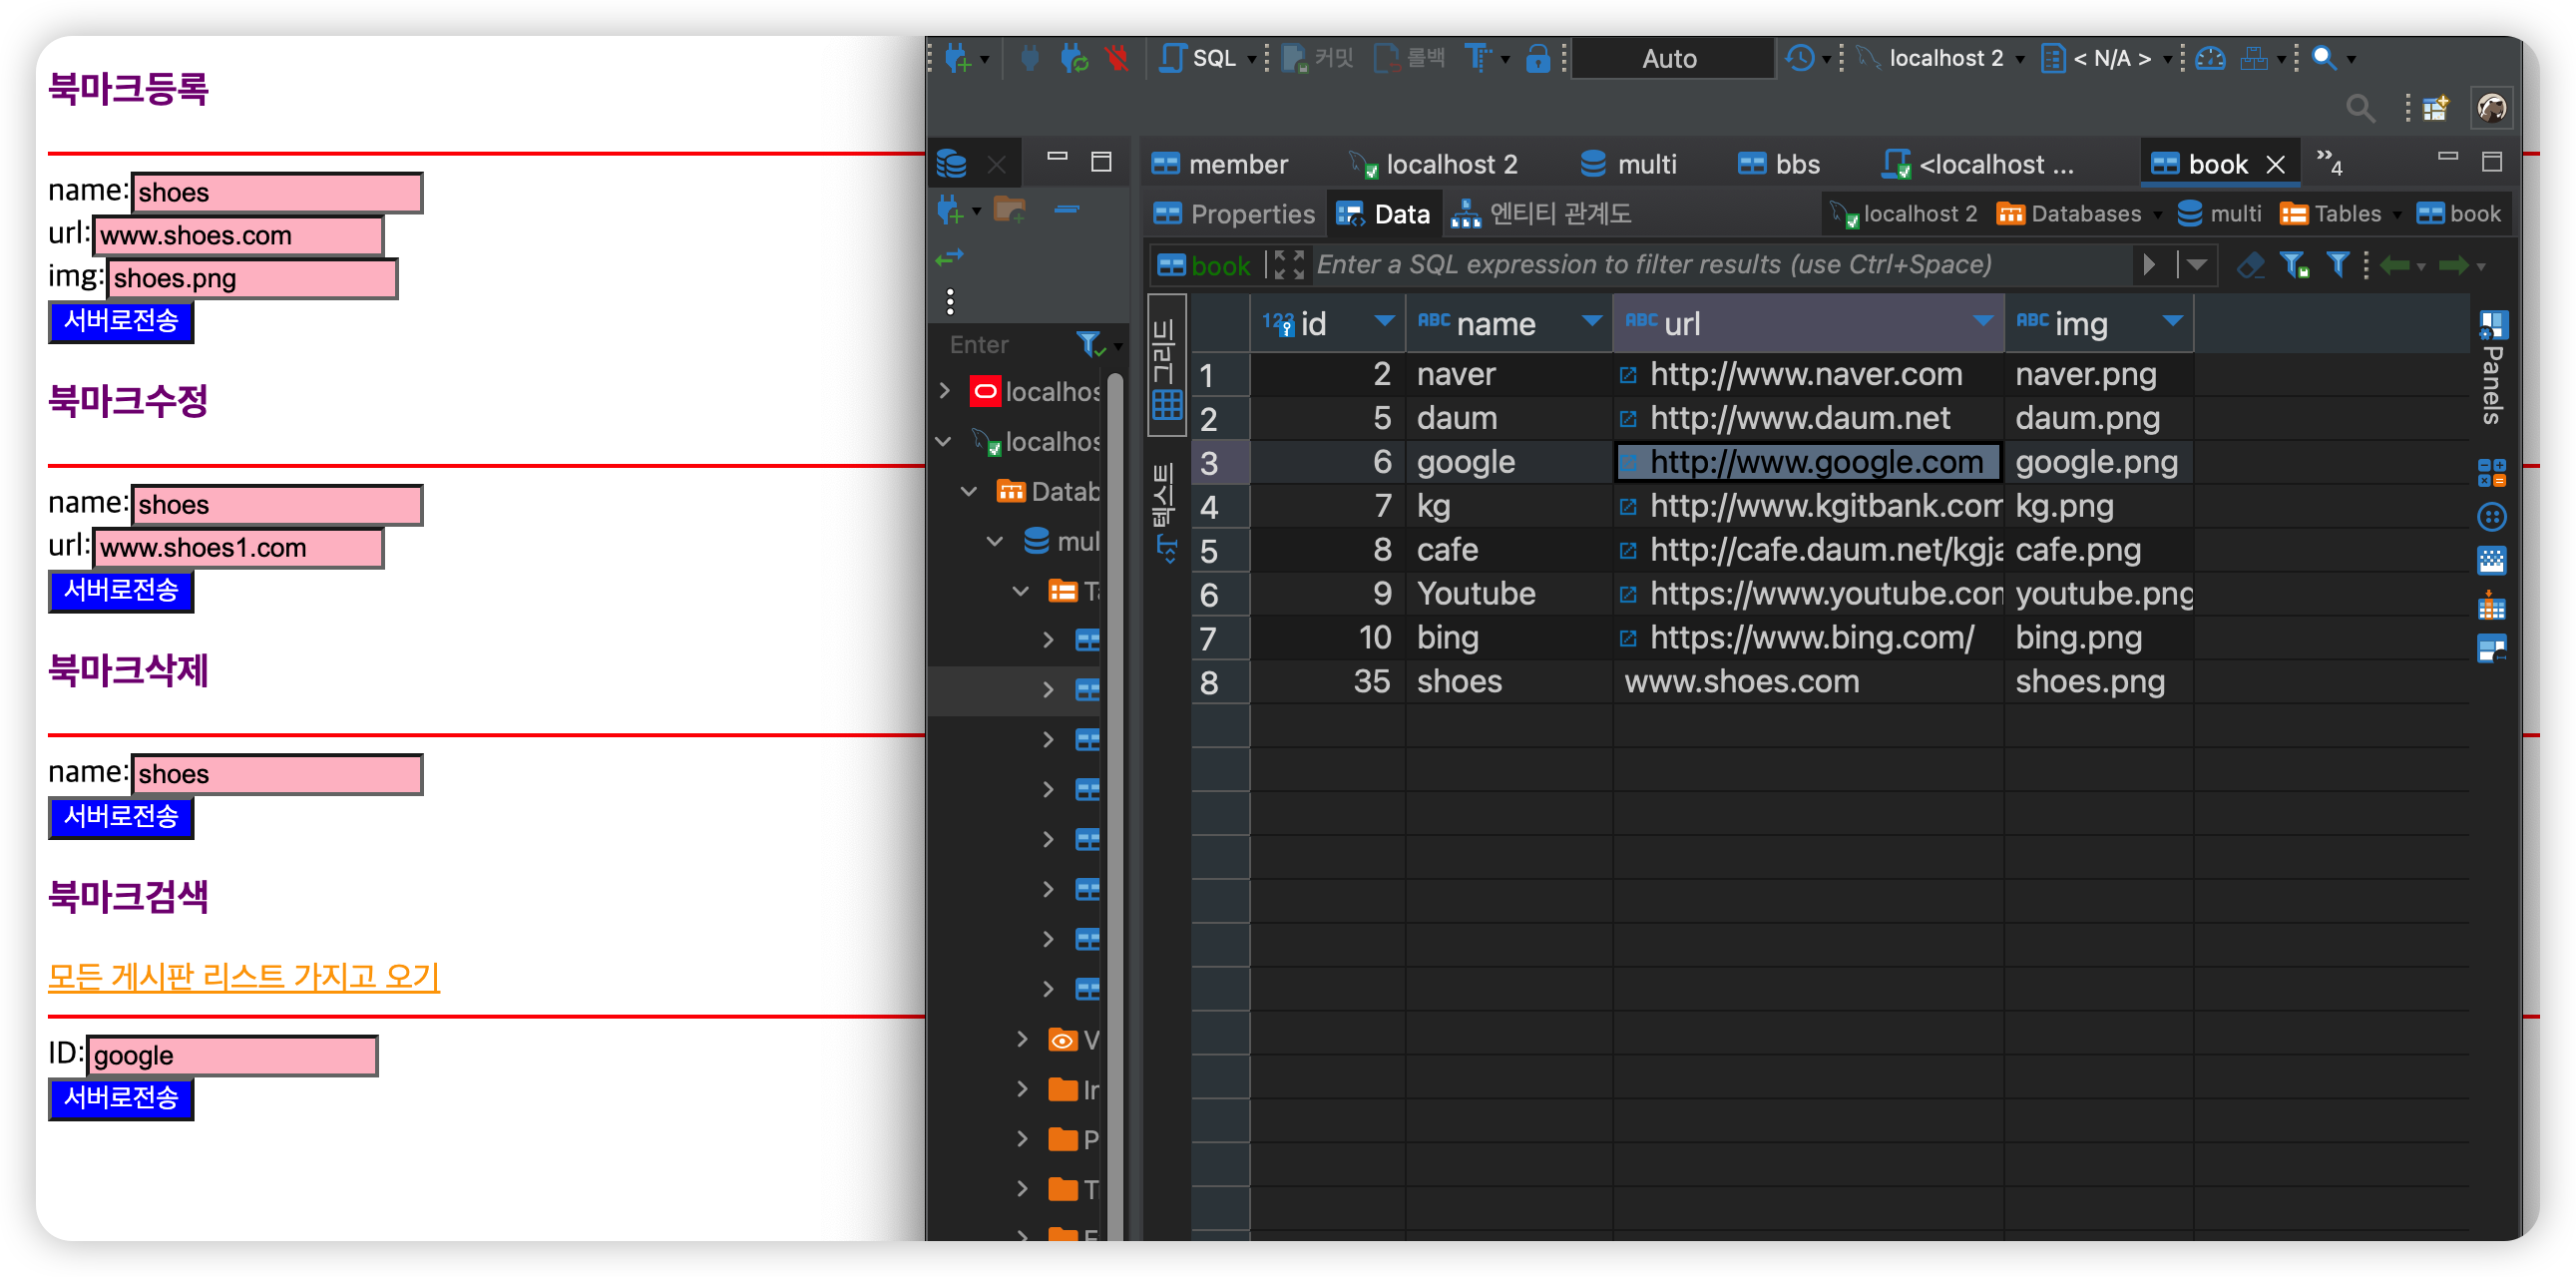 북마크등록
name: shoes
url: www.shoes.com
img: shoes.png
서버로전송
북마크수정
name: shoes
url: www.shoes1.com
서버로전송
북마크삭제
name: shoes
서버로전송
북마크검색
모든 게시판 리스트 가지고 오기
ID: google
서버로전송
SQL 커밋 롤백 Auto localhost 2 < N/A >
member localhost 2 multi bbs <localhost ... book »4
Properties Data 엔티티 관계도 localhost 2 Databases multi Tables book
book Enter a SQL expression to filter results (use Ctrl+Space)
Enter
localhos
localhos
Datab
mul
T
V
In
P
T
그리드
텍스트
123 id ABC name ABC url ABC img
1 2 naver http://www.naver.com naver.png
2 5 daum http://www.daum.net daum.png
3 6 google http://www.google.com google.png
4 7 kg http://www.kgitbank.com kg.png
5 8 cafe http://cafe.daum.net/kgja cafe.png
6 9 Youtube https://www.youtube.com youtube.png
7 10 bing https://www.bing.com/ bing.png
8 35 shoes www.shoes.com shoes.png
Panels